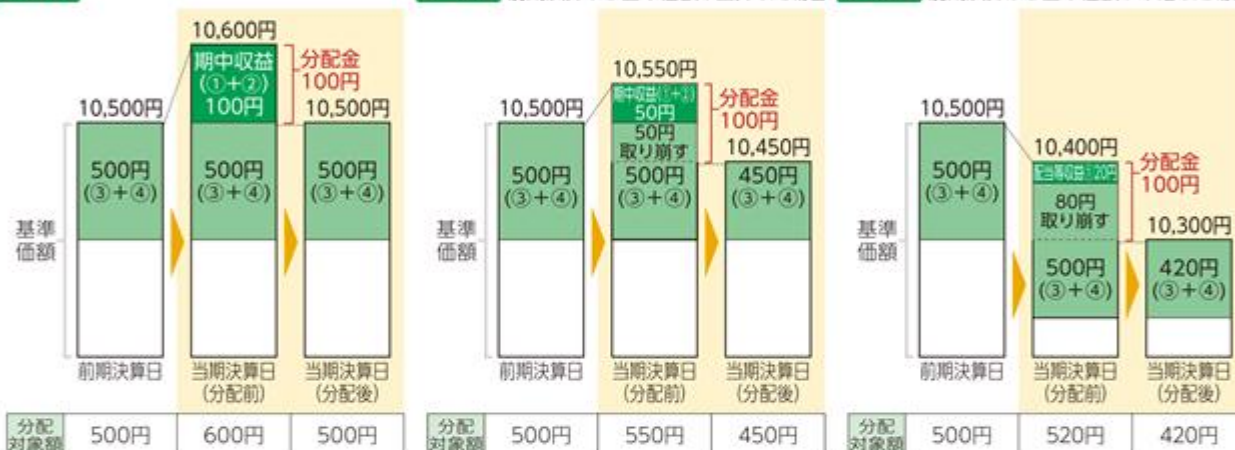 10,600円
期中収益
(①+②)
100円
分配金
100円
10,500円
10,500円
500円
(③+④)
500円
(③+④)
500円
(③+④)
基準
価額
前期決算日
当期決算日
(分配前)
当期決算日
(分配後)
分配
対象額
500円
600円
500円
10,550円
期中収益(①+②)
50円
分配金
100円
10,500円
50円
取り崩す
10,450円
500円
(③+④)
500円
(③+④)
450円
(③+④)
基準
価額
前期決算日
当期決算日
(分配前)
当期決算日
(分配後)
分配
対象額
500円
550円
450円
10,500円
10,400円
配当等収益①20円
分配金
100円
500円
(③+④)
80円
取り崩す
10,300円
500円
(③+④)
420円
(③+④)
基準
価額
前期決算日
当期決算日
(分配前)
当期決算日
(分配後)
分配
対象額
500円
520円
420円